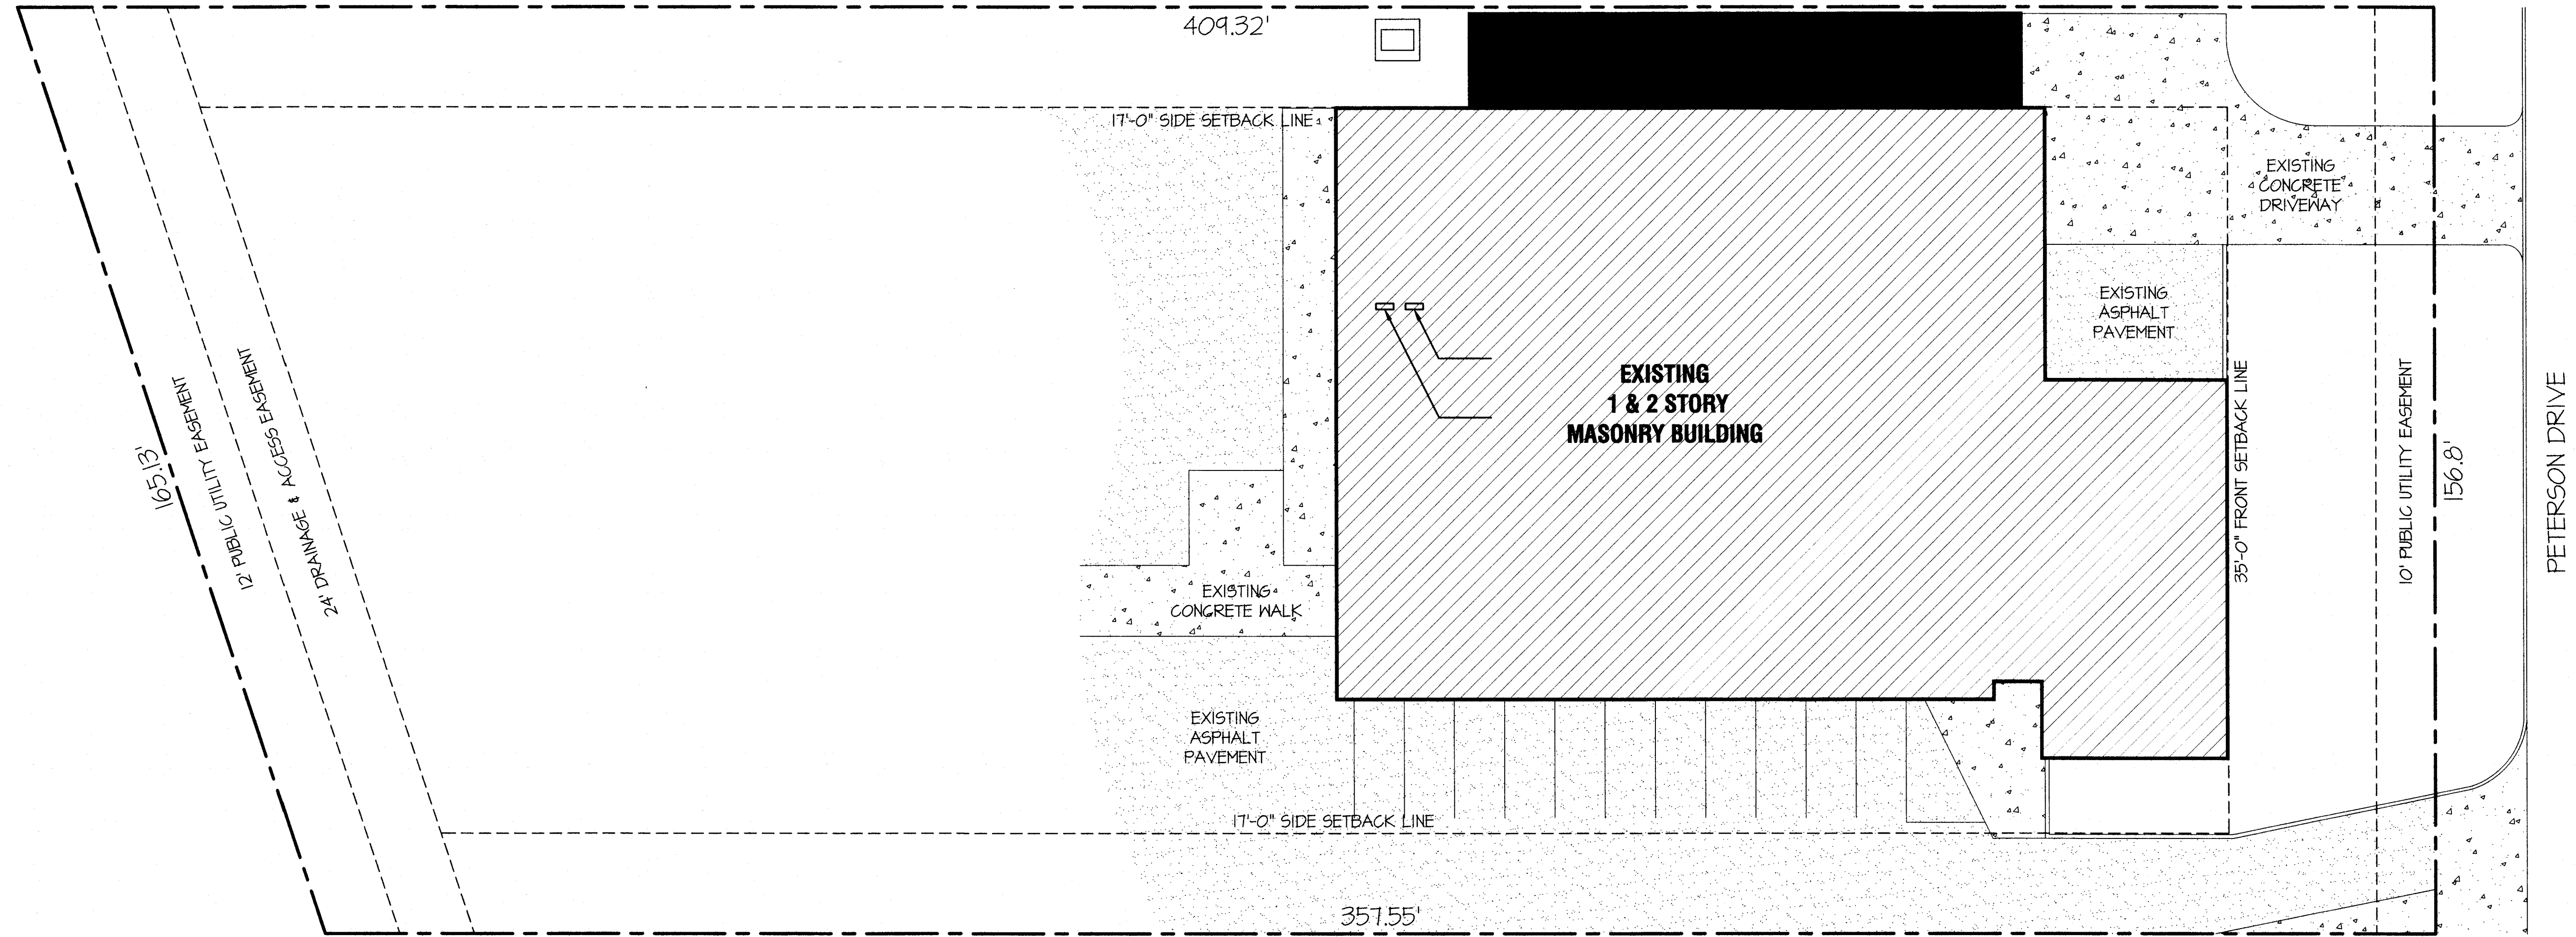 409.32'
17'-0" SIDE SETBACK LINE
EXISTING
CONCRETE
DRIVEWAY
EXISTING
ASPHALT
PAVEMENT
EXISTING
1 & 2 STORY
MASONRY BUILDING
165.13'
12' PUBLIC UTILITY EASEMENT
24' DRAINAGE & ACCESS EASEMENT
35'-0" FRONT SETBACK LINE
10' PUBLIC UTILITY EASEMENT
156.8'
PETERSON DRIVE
EXISTING
CONCRETE WALK
EXISTING
ASPHALT
PAVEMENT
17'-0" SIDE SETBACK LINE
357.55'